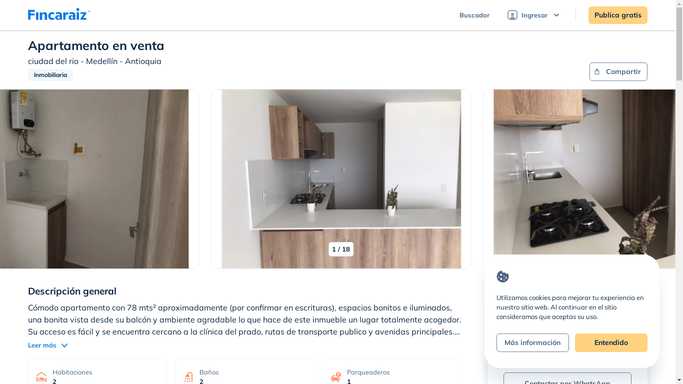 Fincaraiz
Buscador
Ingresar
Publica gratis
Apartamento en venta
ciudad del rio - Medellín - Antioquia
Inmobiliaria
Compartir
1 / 18
Descripción general
Cómodo apartamento con 78 mts² aproximadamente (por confirmar en escrituras), espacios bonitos e iluminados,
una bonita vista desde su balcón y ambiente agradable lo que hace de este inmueble un lugar totalmente acogedor.
Su acceso es fácil y se encuentra cercano a la clínica del prado, rutas de transporte publico y avenidas principales....
Leer más
Habitaciones
2
Baños
2
Parqueaderos
1
Utilizamos cookies para mejorar tu experiencia en
nuestro sitio web. Al continuar en el sitio
consideramos que aceptas su uso.
Más información
Entendido
Contactar por WhatsApp